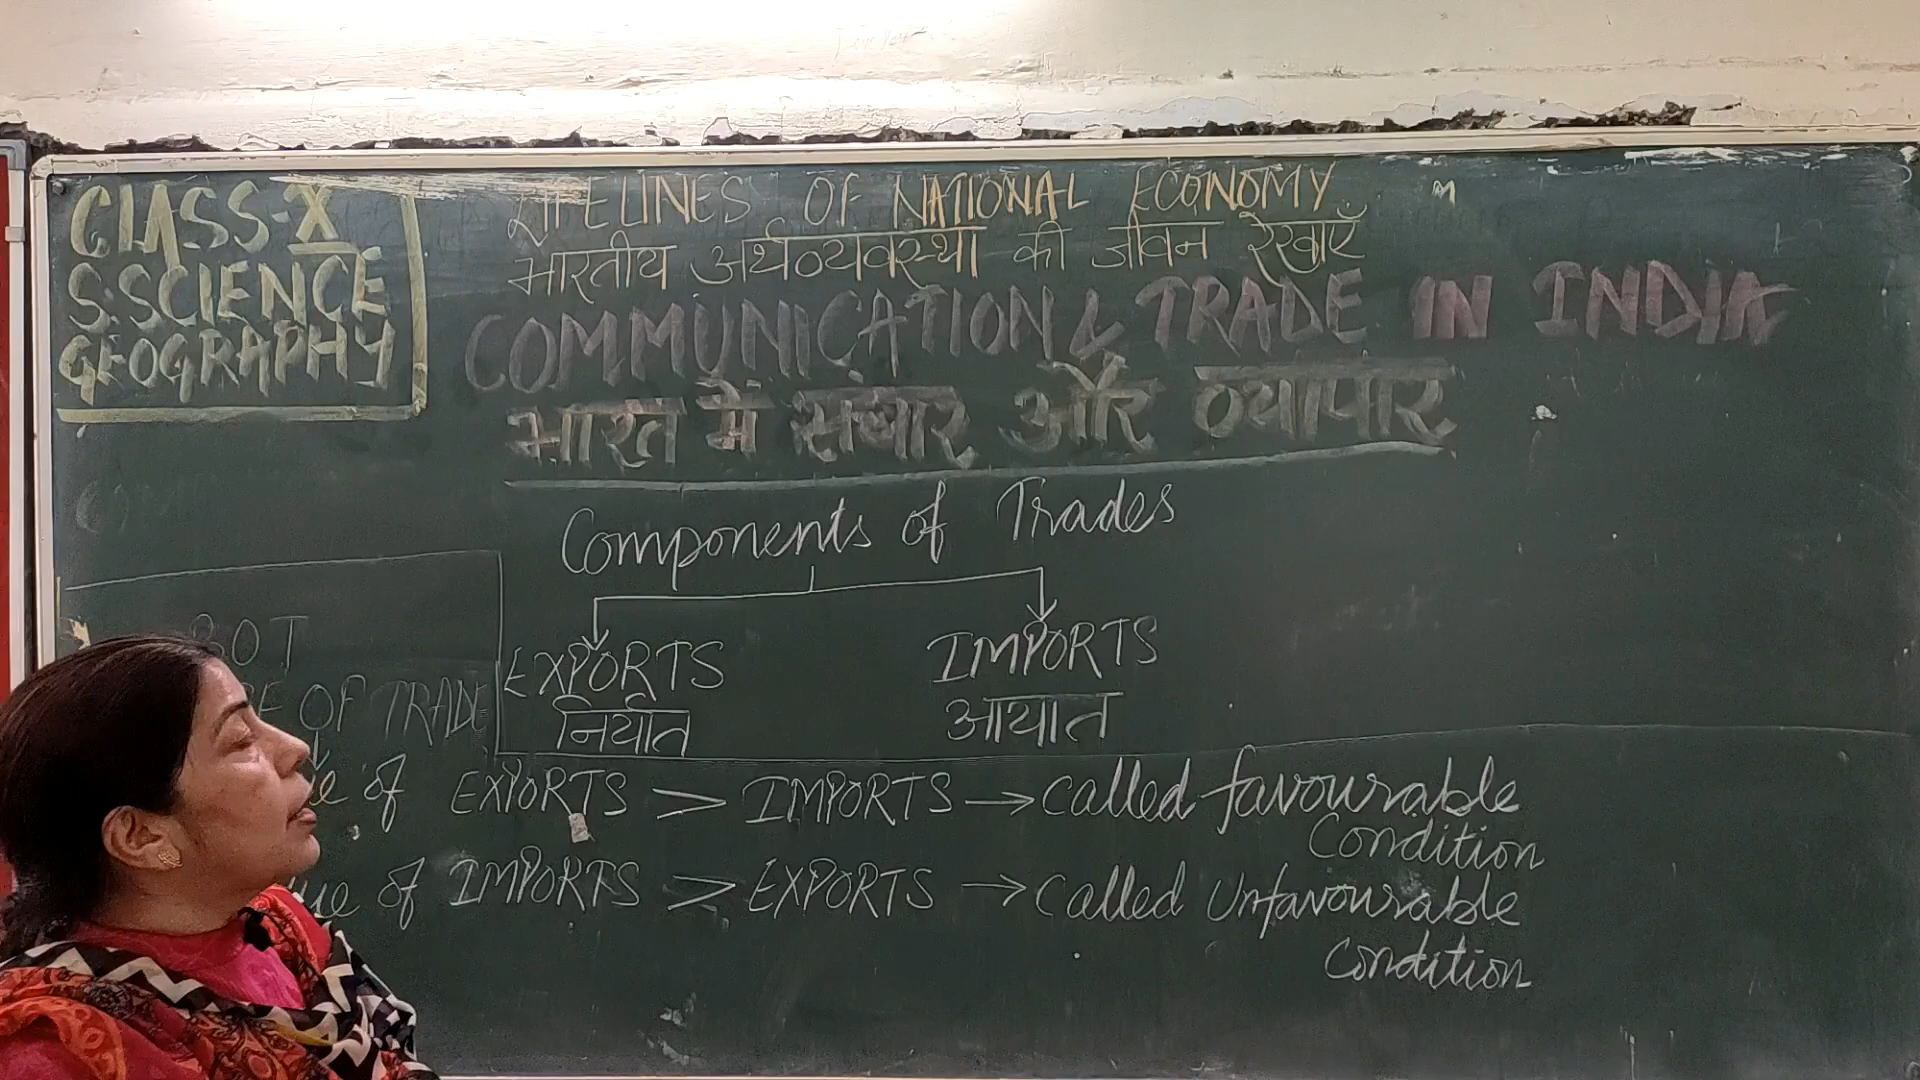 CLASS-X
S.SCIENCE
GEOGRAPHY
LIFELINES OF NATIONAL ECONOMY
भारतीय अर्थव्यवस्था की जीवन रेखाएँ
COMMUNICATION & TRADE IN INDIA
भारत में संचार और व्यापार
Components of Trades
EXPORTS
निर्यात
IMPORTS
आयात
BOT
OF TRADE
of EXPORTS > IMPORTS → called favourable
Condition
of IMPORTS > EXPORTS → called Unfavourable
Condition